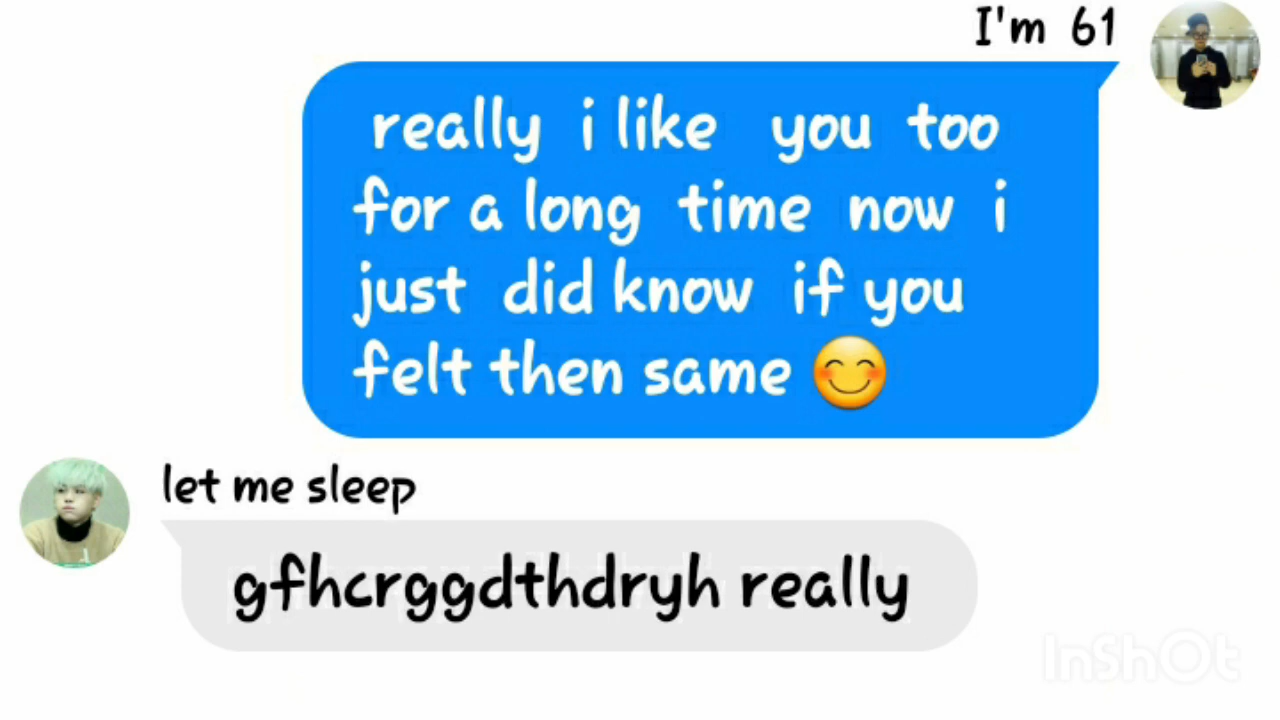 I'm 61
really i like you too
for a long time now i
just did know if you
felt then same 😊
let me sleep
gfhcrggdthdryh really
InShOt